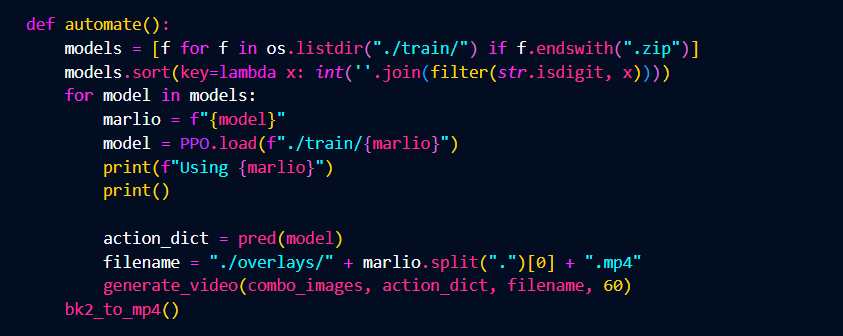 def automate():
    models = [f for f in os.listdir("./train/") if f.endswith(".zip")]
    models.sort(key=lambda x: int(''.join(filter(str.isdigit, x))))
    for model in models:
        marlio = f"{model}"
        model = PPO.load(f"./train/{marlio}")
        print(f"Using {marlio}")
        print()

        action_dict = pred(model)
        filename = "./overlays/" + marlio.split(".")[0] + ".mp4"
        generate_video(combo_images, action_dict, filename, 60)
    bk2_to_mp4()